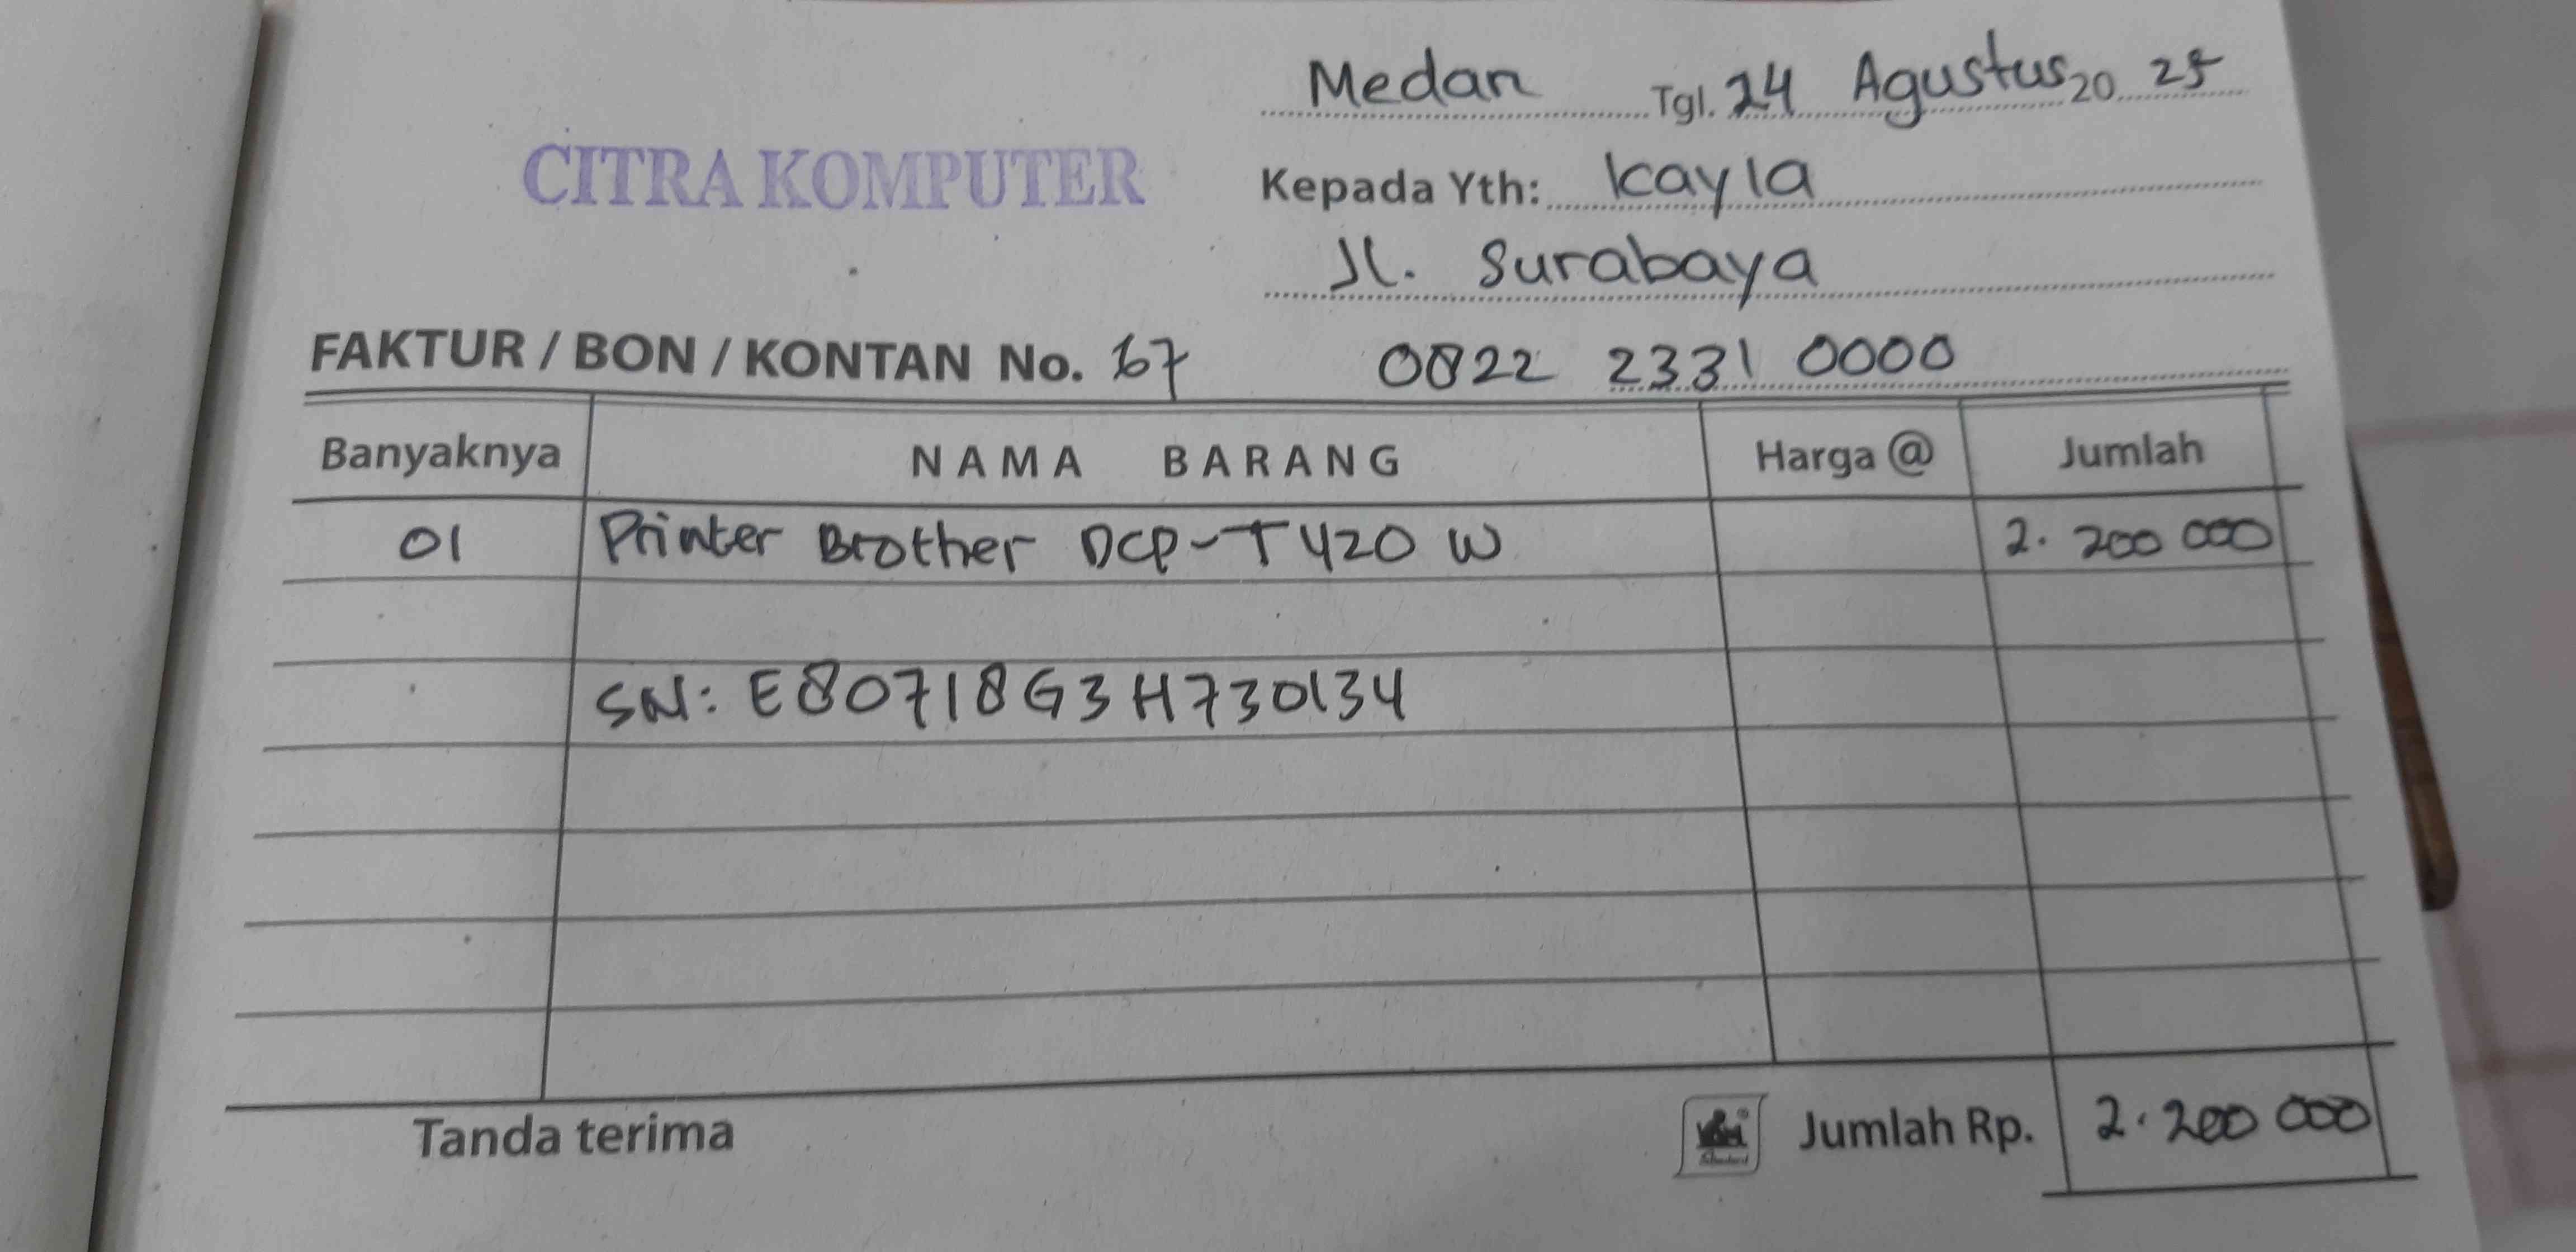 Medan Tgl. 24 Agustus 20 25
CITRA KOMPUTER
Kepada Yth: Kayla
Jl. Surabaya
FAKTUR / BON / KONTAN No. 67
0822 2331 0000
Banyaknya NAMA BARANG Harga @ Jumlah
01 Printer Brother DCP-T420 W 2. 200 000
SN: E80718G3H730134
Tanda terima Jumlah Rp. 2. 200 000